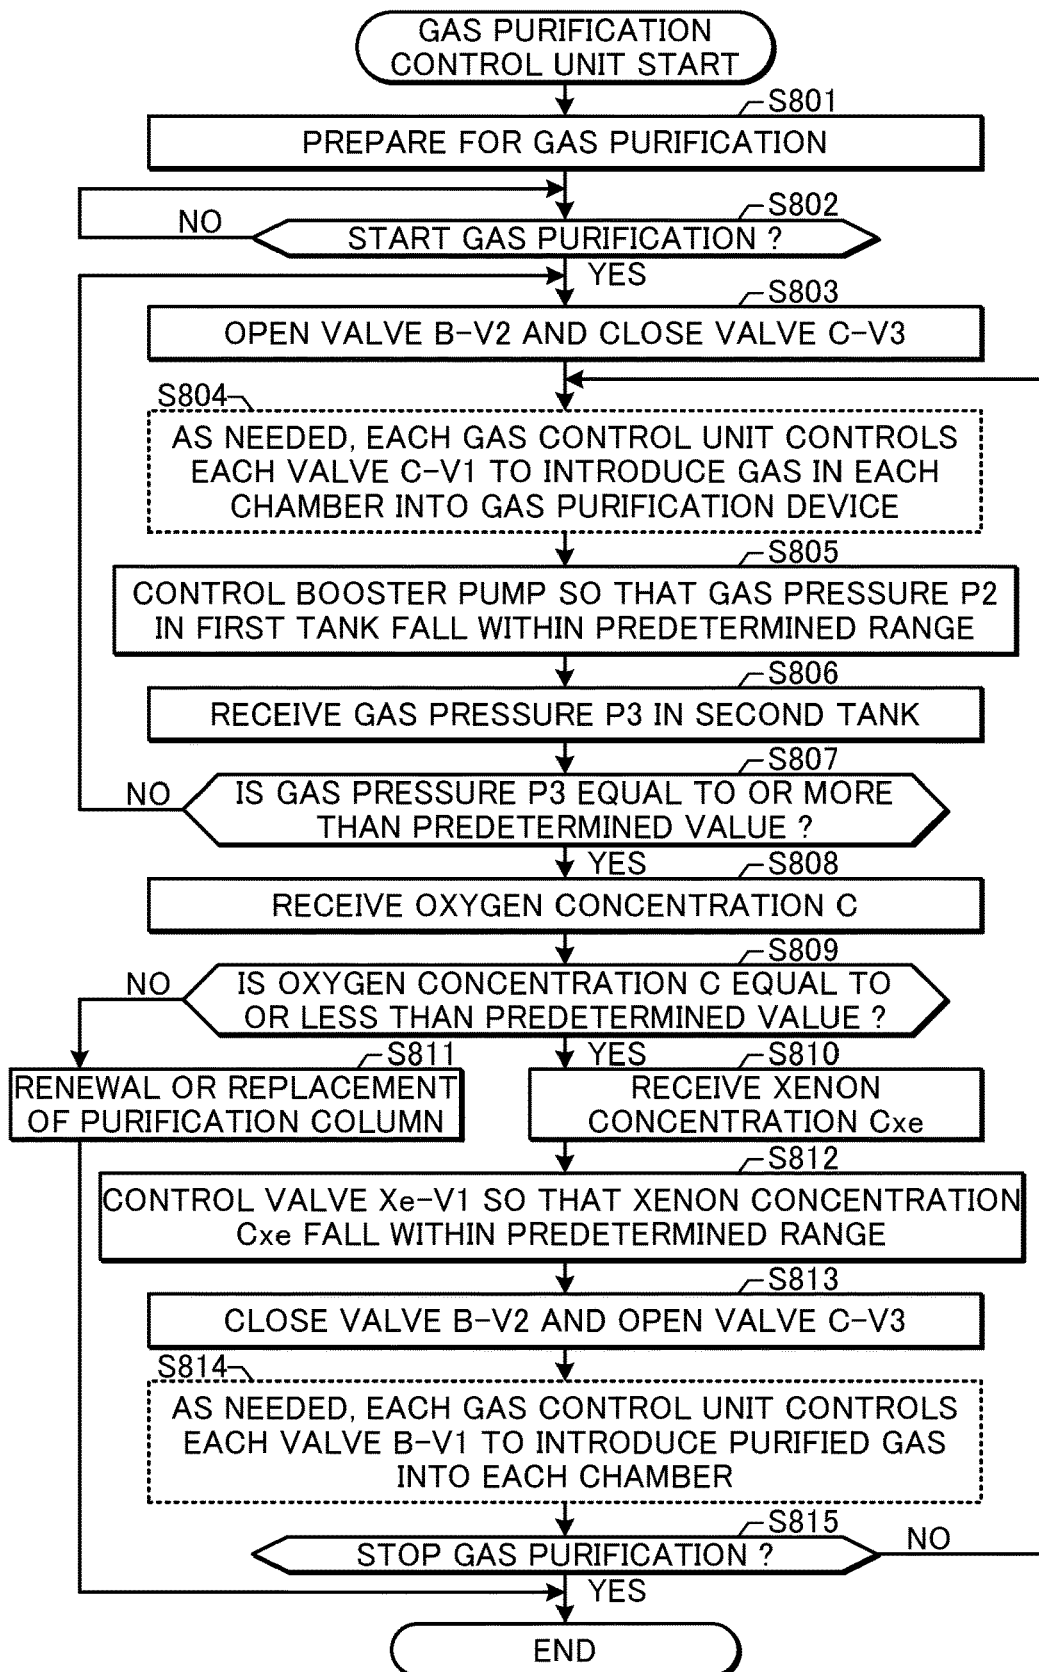 GAS PURIFICATION
CONTROL UNIT START
S801
PREPARE FOR GAS PURIFICATION
S802
NO
START GAS PURIFICATION ?
YES
S803
OPEN VALVE B-V2 AND CLOSE VALVE C-V3
S804
AS NEEDED, EACH GAS CONTROL UNIT CONTROLS
EACH VALVE C-V1 TO INTRODUCE GAS IN EACH
CHAMBER INTO GAS PURIFICATION DEVICE
S805
CONTROL BOOSTER PUMP SO THAT GAS PRESSURE P2
IN FIRST TANK FALL WITHIN PREDETERMINED RANGE
S806
RECEIVE GAS PRESSURE P3 IN SECOND TANK
S807
NO
IS GAS PRESSURE P3 EQUAL TO OR MORE
THAN PREDETERMINED VALUE ?
YES
S808
RECEIVE OXYGEN CONCENTRATION C
S809
NO
IS OXYGEN CONCENTRATION C EQUAL TO
OR LESS THAN PREDETERMINED VALUE ?
S811
RENEWAL OR REPLACEMENT
OF PURIFICATION COLUMN
YES
S810
RECEIVE XENON
CONCENTRATION Cxe
S812
CONTROL VALVE Xe-V1 SO THAT XENON CONCENTRATION
Cxe FALL WITHIN PREDETERMINED RANGE
S813
CLOSE VALVE B-V2 AND OPEN VALVE C-V3
S814
AS NEEDED, EACH GAS CONTROL UNIT CONTROLS
EACH VALVE B-V1 TO INTRODUCE PURIFIED GAS
INTO EACH CHAMBER
S815
STOP GAS PURIFICATION ?
NO
YES
END